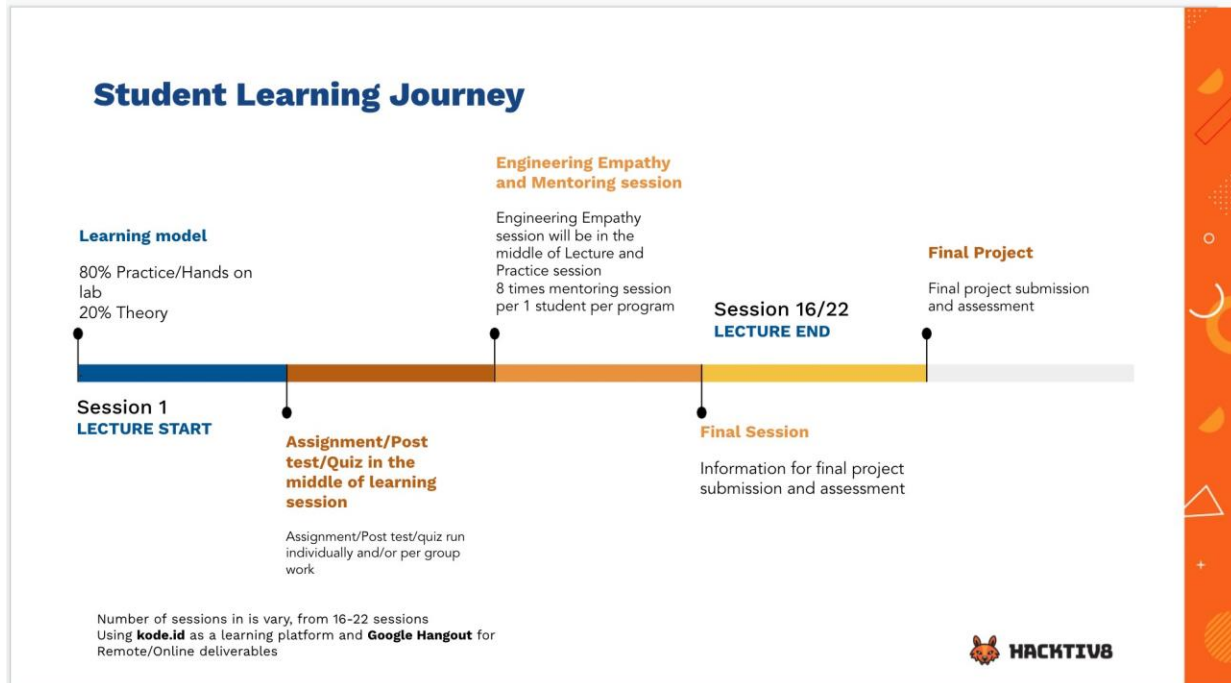 Student Learning Journey
Learning model
80% Practice/Hands on
lab
20% Theory
Session 1
LECTURE START
Assignment/Post
test/Quiz in the
middle of learning
session
Assignment/Post test/quiz run
individually and/or per group
work
Engineering Empathy
and Mentoring session
Engineering Empathy
session will be in the
middle of Lecture and
Practice session
8 times mentoring session
per 1 student per program
Session 16/22
LECTURE END
Final Session
Information for final project
submission and assessment
Final Project
Final project submission
and assessment
Number of sessions in is vary, from 16-22 sessions
Using kode.id as a learning platform and Google Hangout for
Remote/Online deliverables
HACKTIV8